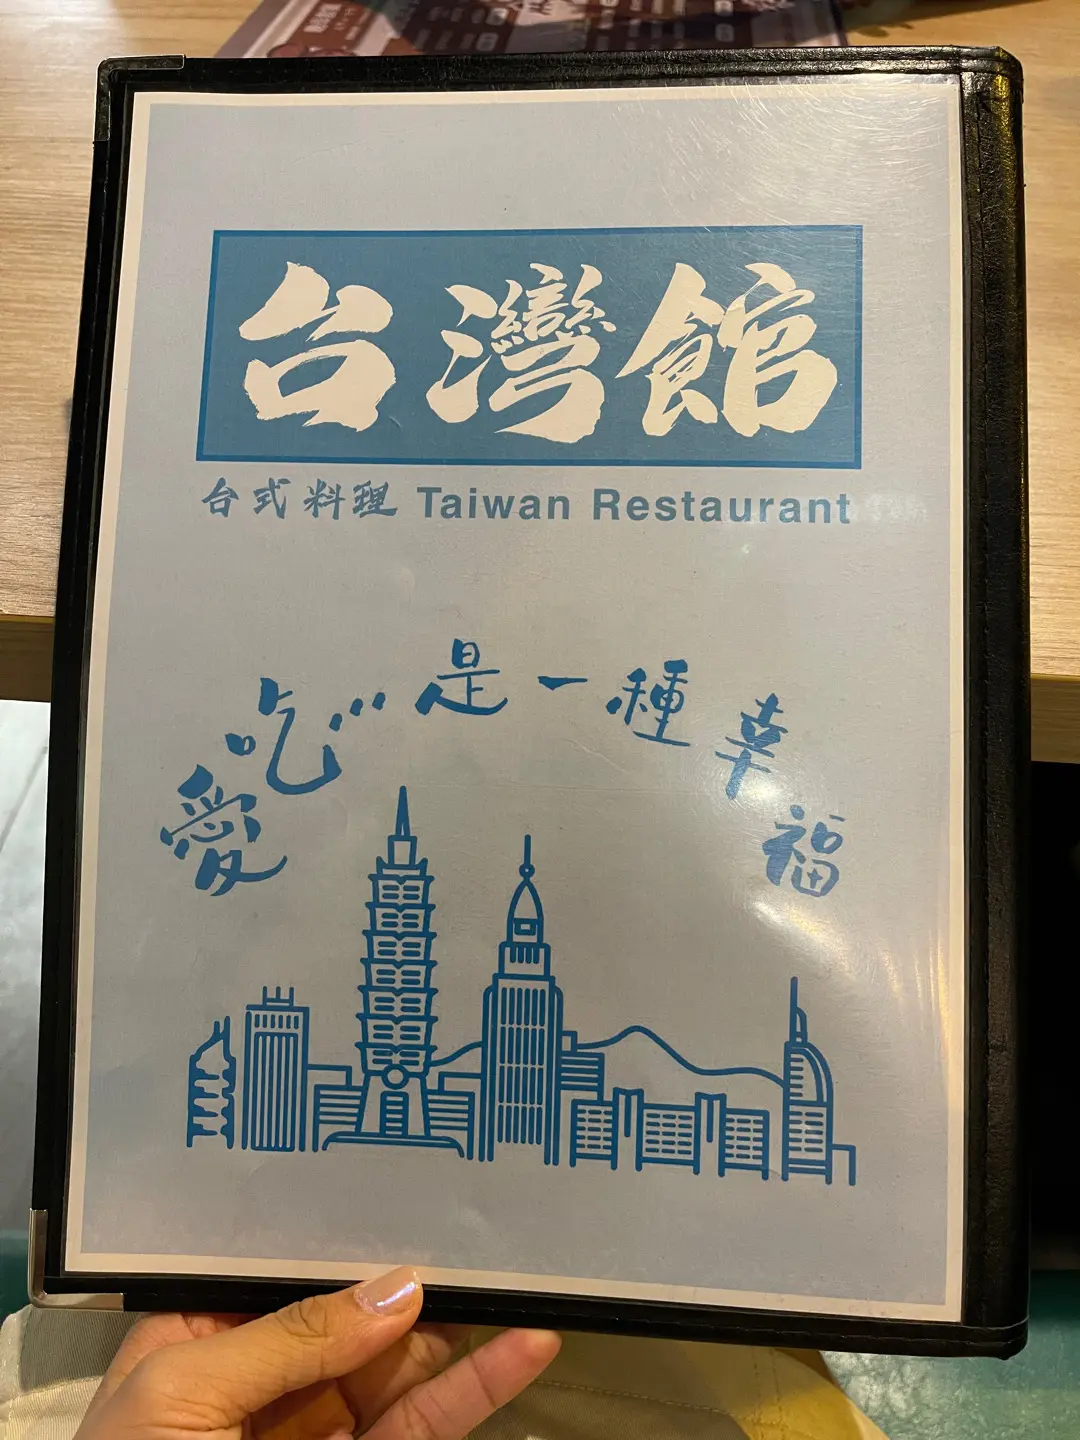 台灣館
台式料理 Taiwan Restaurant
愛吃…是一種幸福